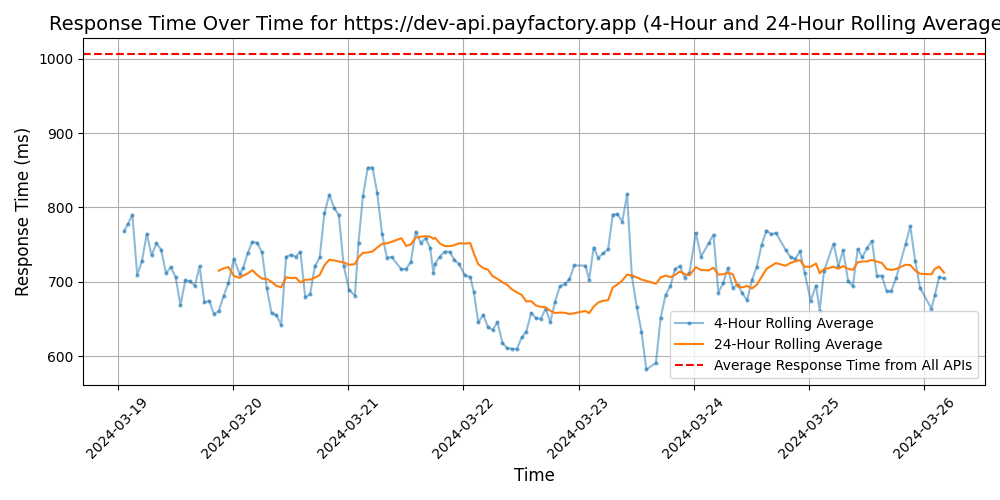 Response Time Over Time for https://dev-api.payfactory.app (4-Hour and 24-Hour Rolling Average
Response Time (ms)
1000
900
800
700
600
4-Hour Rolling Average
24-Hour Rolling Average
Average Response Time from All APIs
2024-03-19
2024-03-20
2024-03-21
2024-03-22
2024-03-23
2024-03-24
2024-03-25
2024-03-26
Time